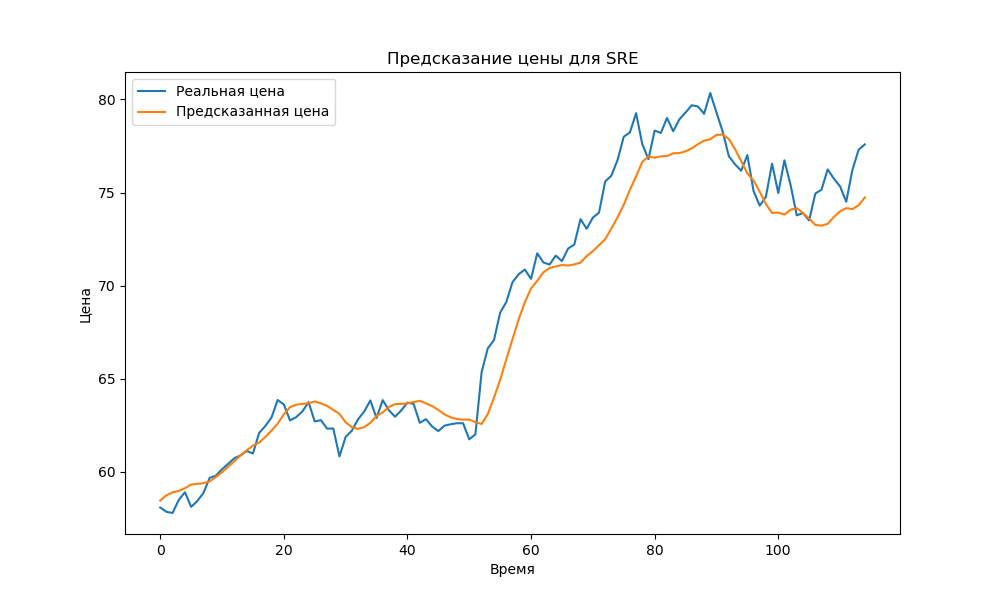 Предсказание цены для SRE
Реальная цена
Предсказанная цена
Цена
80
75
70
65
60
0 20 40 60 80 100
Время